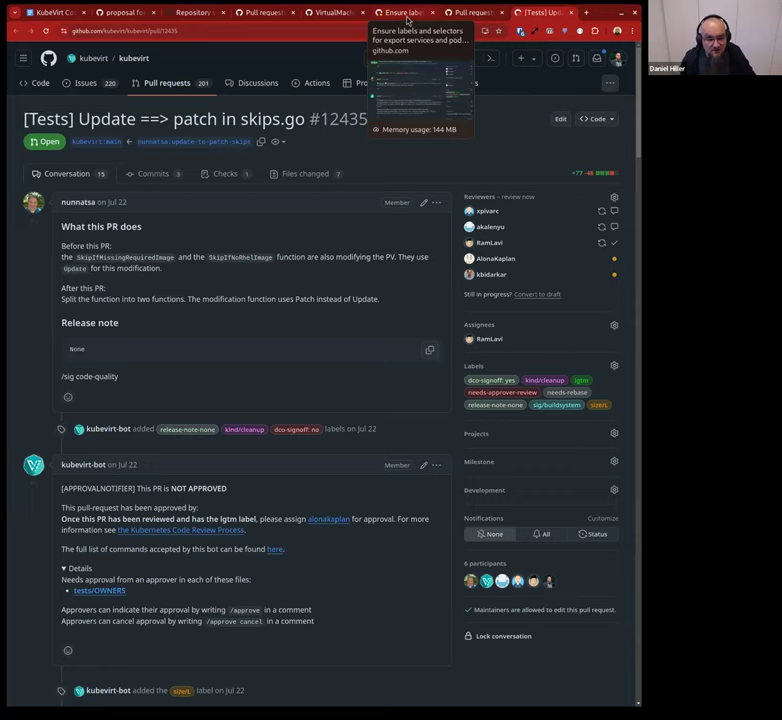 KubeVirt Co
proposal fo
Repository
Pull request
VirtualMac
Ensure label
Pull request
[Tests] Upd
github.com/kubevirt/kubevirt/pull/12435
Ensure labels and selectors
for export services and pod...
github.com
Memory usage: 144 MB
Daniel Hiller
kubevirt / kubevirt
Code
Issues 220
Pull requests 201
Discussions
Actions
[Tests] Update ==> patch in skips.go #12435
Edit
Code
Open
kubevirt:main
nunnatsa:update-to-patch-skips
Conversation 15
Commits 3
Checks 1
Files changed 7
+77 -48
nunnatsa on Jul 22
Member
What this PR does
Before this PR:
the SkipIfMissingRequiredImage and the SkipIfNoRhelImage function are also modifying the PV. They use
Update for this modification.
After this PR:
Split the function into two functions. The modification function uses Patch instead of Update.
Release note
None
/sig code-quality
kubevirt-bot added release-note-none kind/cleanup dco-signoff: no labels on Jul 22
kubevirt-bot on Jul 22
Member
[APPROVALNOTIFIER] This PR is NOT APPROVED
This pull-request has been approved by:
Once this PR has been reviewed and has the lgtm label, please assign alonakaplan for approval. For more
information see the Kubernetes Code Review Process.
The full list of commands accepted by this bot can be found here.
Details
Needs approval from an approver in each of these files:
• tests/OWNERS
Approvers can indicate their approval by writing /approve in a comment
Approvers can cancel approval by writing /approve cancel in a comment
kubevirt-bot added the size/L label on Jul 22
Reviewers – review now
xpivarc
akalenyu
RamLavi
AlonaKaplan
kbidarkar
Still in progress? Convert to draft
Assignees
RamLavi
Labels
dco-signoff: yes kind/cleanup lgtm
needs-approver-review needs-rebase
release-note-none sig/buildsystem size/L
Projects
Milestone
Development
Notifications
Customize
None
All
Status
6 participants
Maintainers are allowed to edit this pull request.
Lock conversation